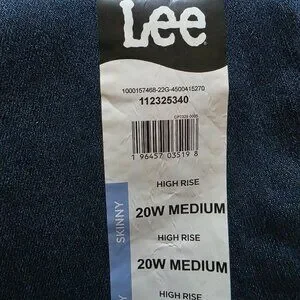 Lee
1000157468-22G-4500415270
112325340
1 96457 03519 8
HIGH RISE
20W MEDIUM
SKINNY
HIGH RISE
20W MEDIUM
HIGH RISE